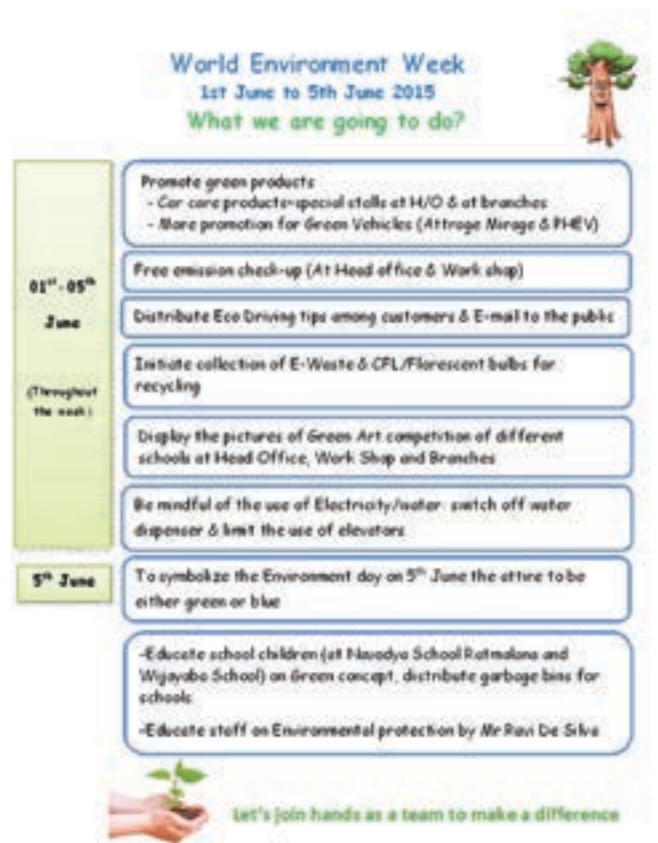 World Environment Week
1st June to 5th June 2015
What we are going to do?
01st-05th
June
(Throughout
the week)
Promote green products
- Car care products-special stalls at H/O & at branches
- More promotion for Green Vehicles (Attrage Mirage & PHEV)
Free emission check-up (At Head office & Work shop)
Distribute Eco Driving tips among customers & E-mail to the public
Initiate collection of E-Waste & CFL/Florescent bulbs for
recycling
Display the pictures of Green Art competition of different
schools at Head Office, Work Shop and Branches
Be mindful of the use of Electricity/water: switch off water
dispenser & limit the use of elevators
5th June
To symbolize the Environment day on 5th June the attire to be
either green or blue
-Educate school children (at Navodya School Ratmalana and
Wijayaba School) on Green concept, distribute garbage bins for
schools
-Educate staff on Environmental protection by Mr Ravi De Silva
Let's join hands as a team to make a difference